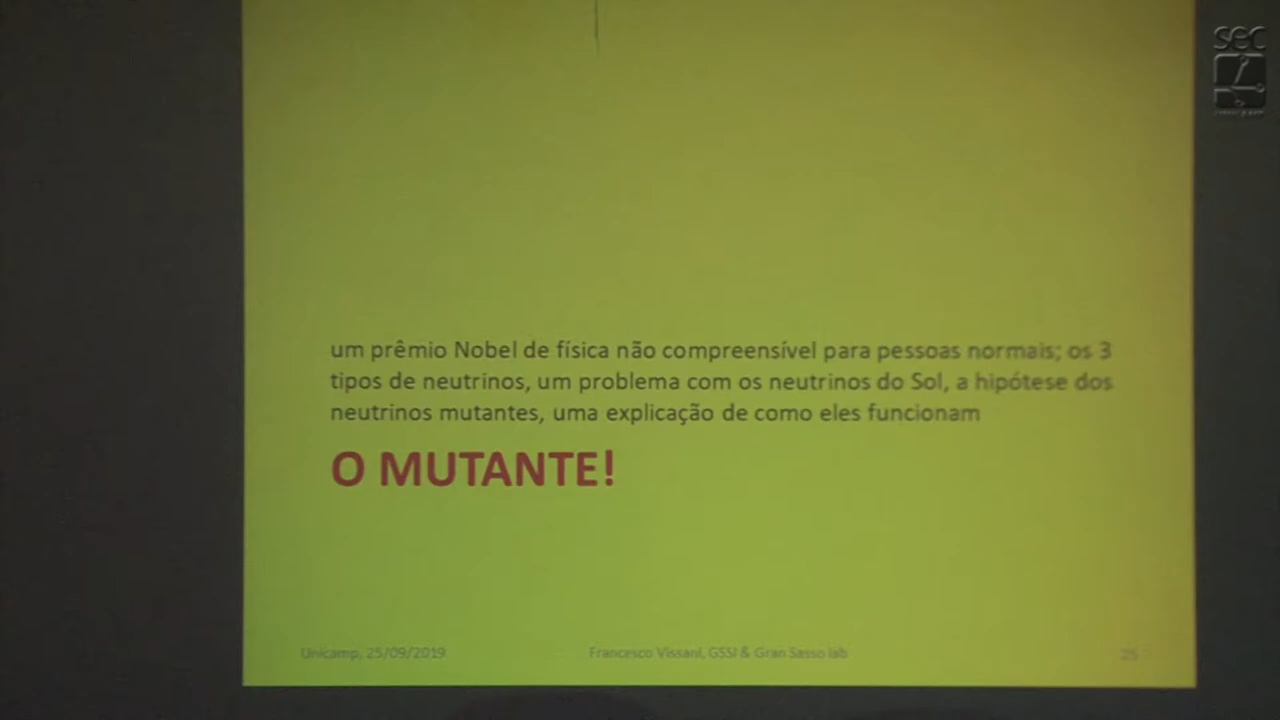 sec
um prêmio Nobel de física não compreensível para pessoas normais; os 3
tipos de neutrinos, um problema com os neutrinos do Sol, a hipótese dos
neutrinos mutantes, uma explicação de como eles funcionam
O MUTANTE!
Unicamp, 25/09/2019
Francesco Vissani, GSSI & Gran Sasso lab
25